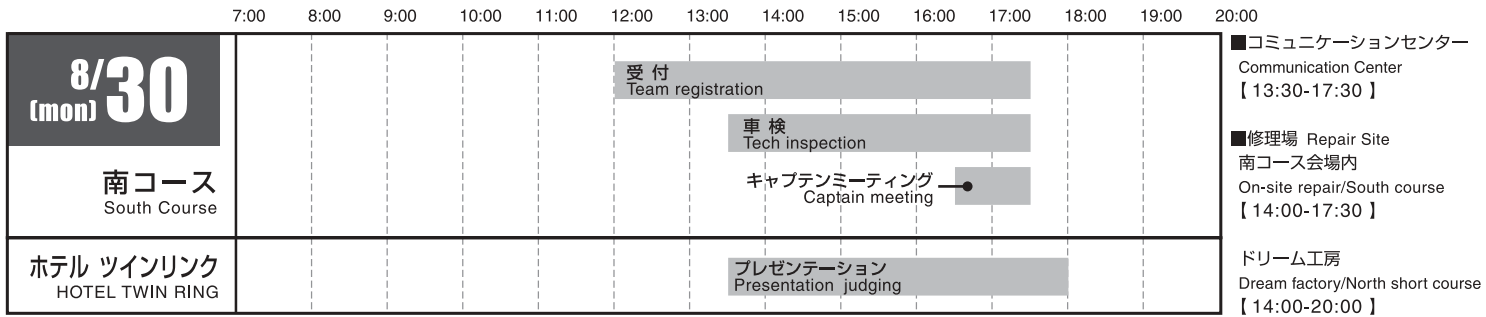 7:00 8:00 9:00 10:00 11:00 12:00 13:00 14:00 15:00 16:00 17:00 18:00 19:00 20:00
8/30
(mon)
南コース
South Course
受 付
Team registration
車 検
Tech inspection
キャプテンミーティング
Captain meeting
ホテル ツインリンク
HOTEL TWIN RING
プレゼンテーション
Presentation judging
■コミュニケーションセンター
Communication Center
【 13:30-17:30 】
■修理場 Repair Site
南コース会場内
On-site repair/South course
【 14:00-17:30 】
ドリーム工房
Dream factory/North short course
【 14:00-20:00 】